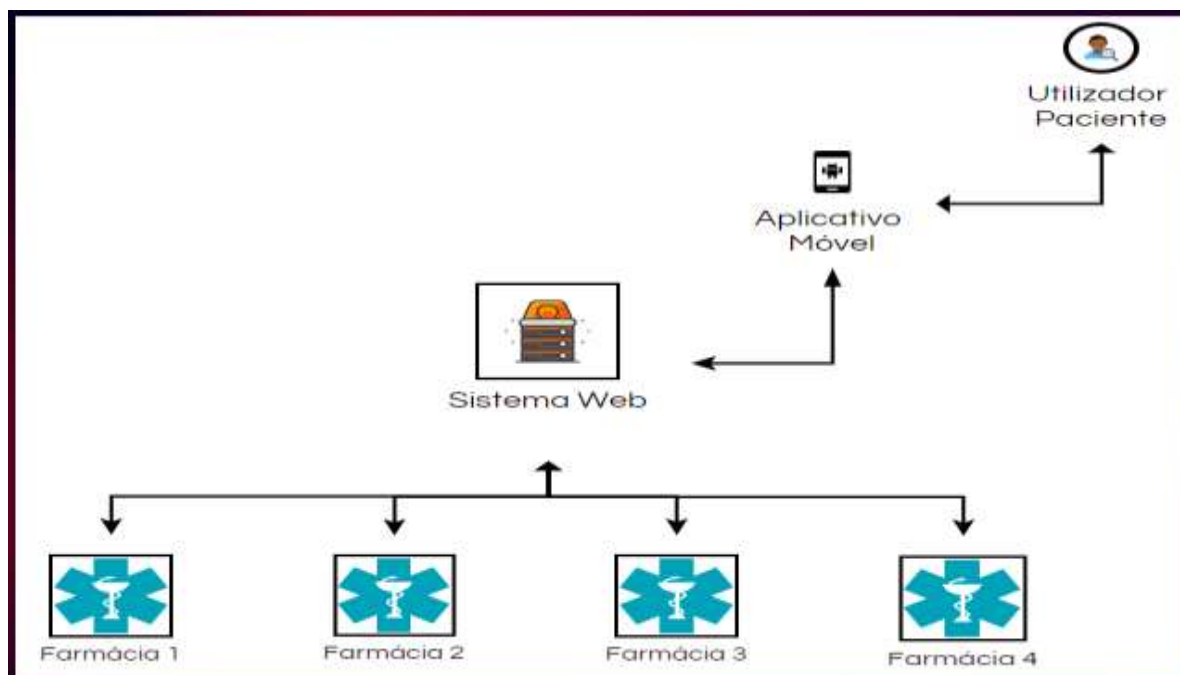 Utilizador
Paciente
Aplicativo
Móvel
Sistema Web
Farmácia 1
Farmácia 2
Farmácia 3
Farmácia 4